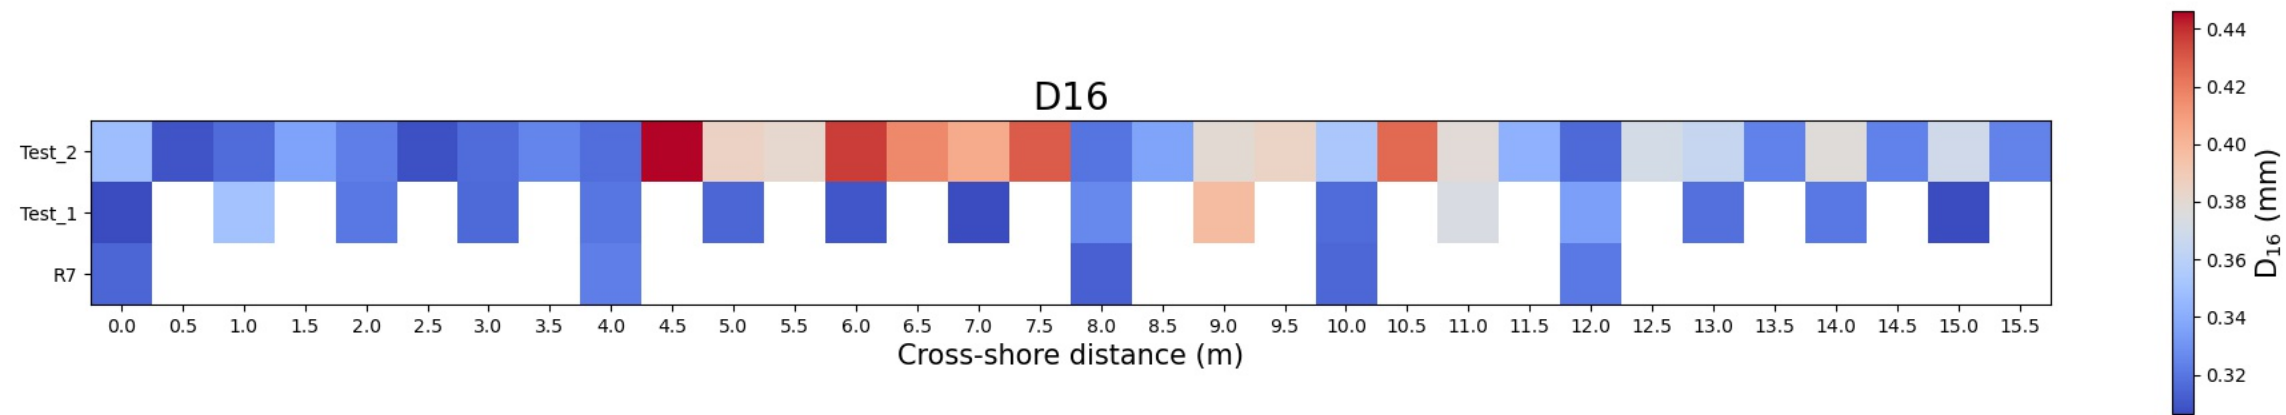 D16
Test_2
Test_1
R7
0.0 0.5 1.0 1.5 2.0 2.5 3.0 3.5 4.0 4.5 5.0 5.5 6.0 6.5 7.0 7.5 8.0 8.5 9.0 9.5 10.0 10.5 11.0 11.5 12.0 12.5 13.0 13.5 14.0 14.5 15.0 15.5
Cross-shore distance (m)
0.44
0.42
0.40
0.38
0.36
0.34
0.32
D₁₆ (mm)